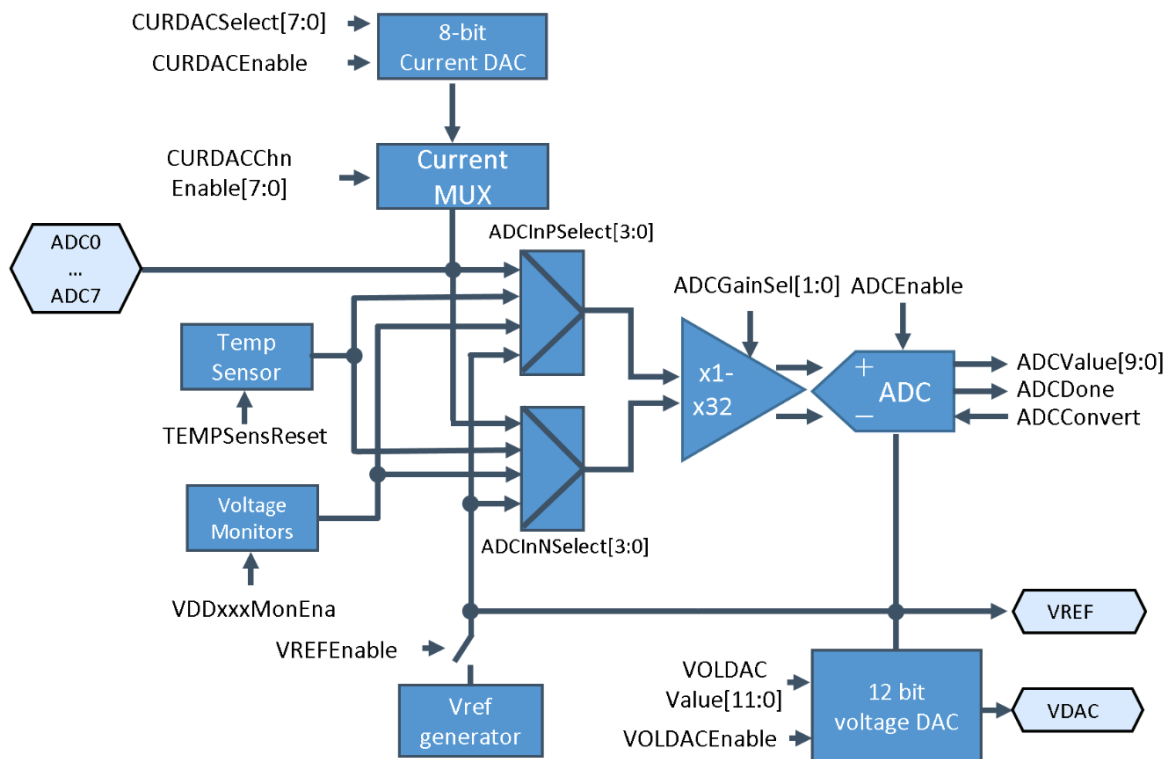 CURDACSelect[7:0]
8-bit
Current DAC
CURDACEnable
CURDACChn
Enable[7:0]
Current
MUX
ADC0
...
ADC7
ADCInPSelect[3:0]
ADCGainSel[1:0]
ADCEnable
Temp
Sensor
TEMPSensReset
x1-
x32
+
ADC
−
ADCValue[9:0]
ADCDone
ADCConvert
Voltage
Monitors
VDDxxxMonEna
ADCInNSelect[3:0]
VREFEnable
Vref
generator
VREF
VOLDAC
Value[11:0]
VOLDACEnable
12 bit
voltage DAC
VDAC